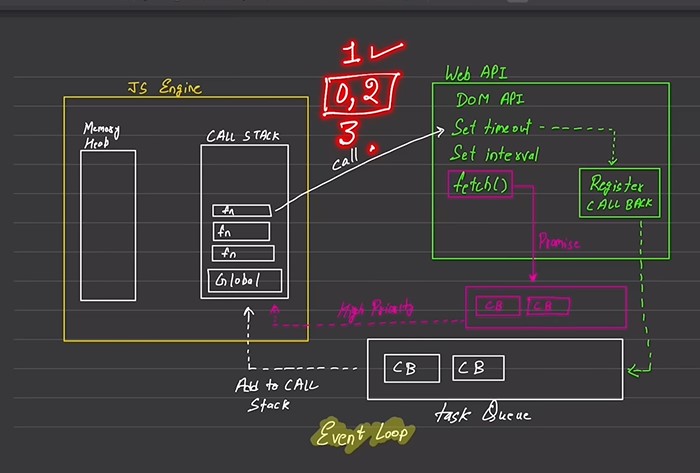 1 ✓
0, 2
3
JS Engine
Memory
Heab
CALL STACK
fn
fn
fn
Global
call
Web API
DOM API
Set timeout
Set interval
fetch()
Register
CALL BACK
Promise
High Priority
CB CB
CB CB
Add to CALL
Stack
task Queue
Event Loop